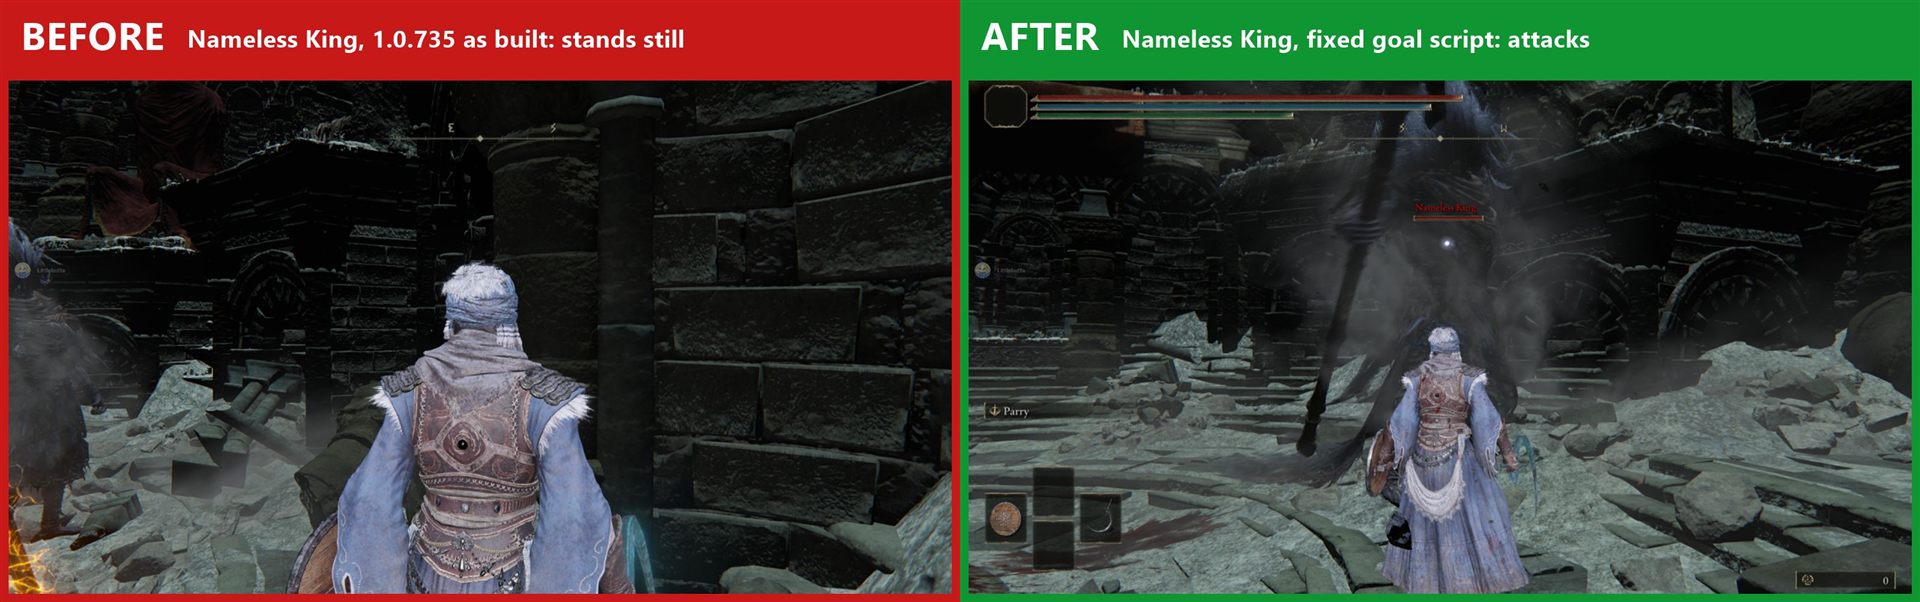 BEFORE Nameless King, 1.0.735 as built: stands still
AFTER Nameless King, fixed goal script: attacks
E S
S W
Nameless King
Parry
0